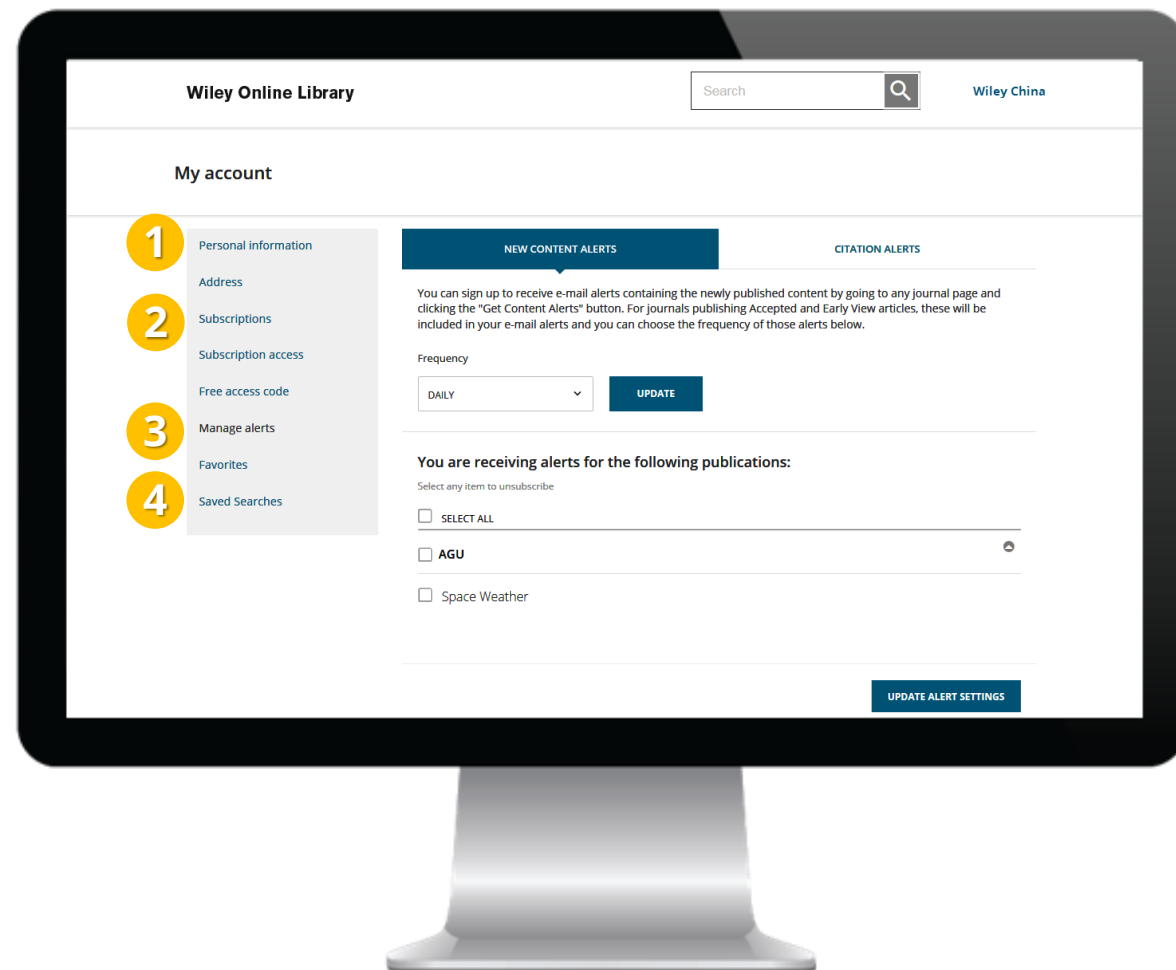 Wiley Online Library
Search
Wiley China
My account
1
Personal information
Address
2
Subscriptions
Subscription access
Free access code
3
Manage alerts
Favorites
4
Saved Searches
NEW CONTENT ALERTS
CITATION ALERTS
You can sign up to receive e-mail alerts containing the newly published content by going to any journal page and
clicking the "Get Content Alerts" button. For journals publishing Accepted and Early View articles, these will be
included in your e-mail alerts and you can choose the frequency of those alerts below.
Frequency
DAILY
UPDATE
You are receiving alerts for the following publications:
Select any item to unsubscribe
SELECT ALL
AGU
Space Weather
UPDATE ALERT SETTINGS